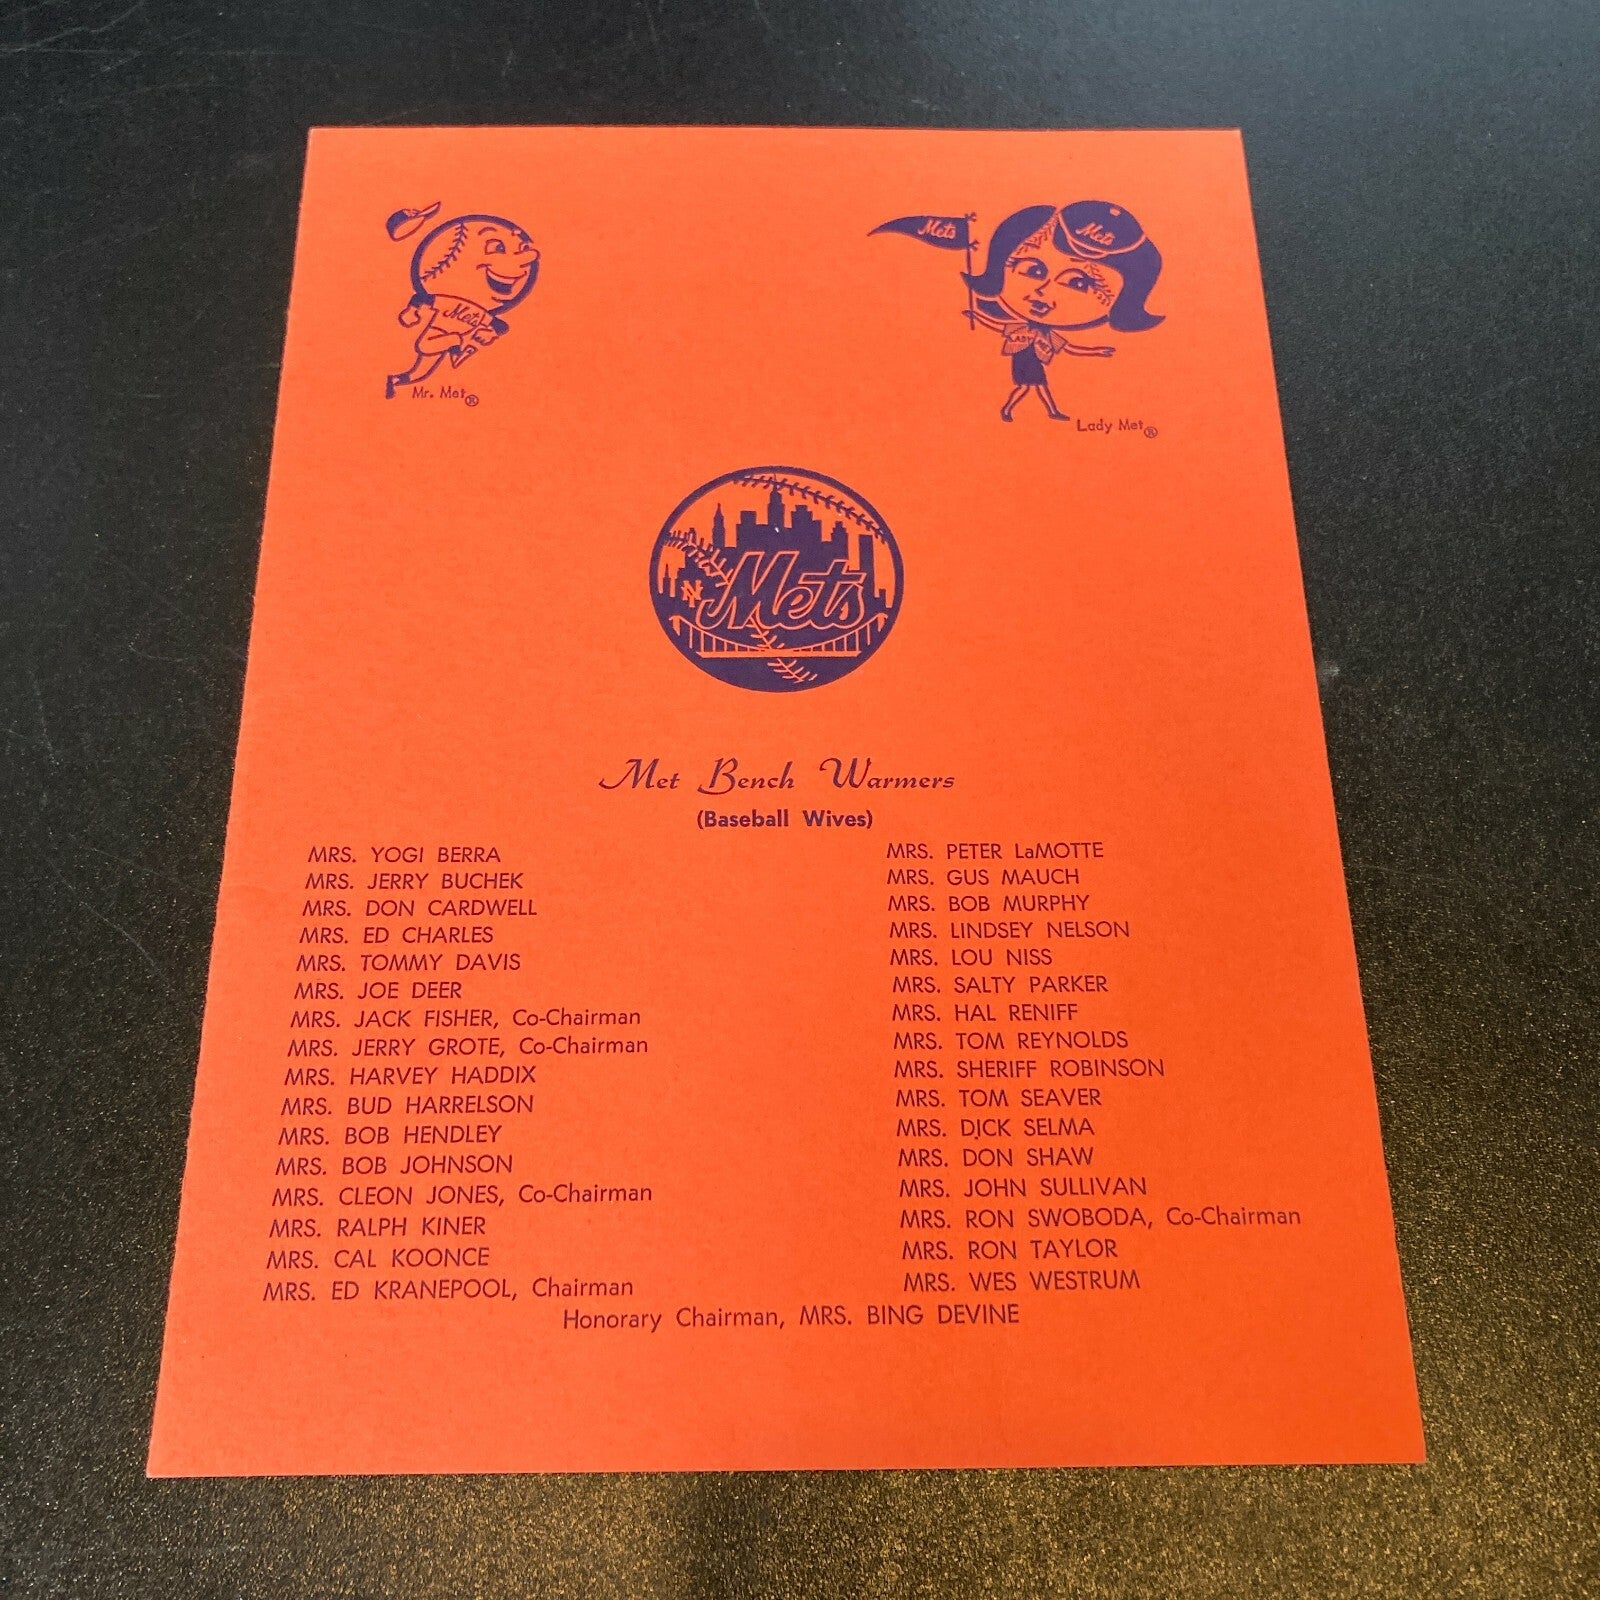 Mets
Mets
Mets
LADY MET
Mr. Met®
Lady Met®
NY
Mets
Met Bench Warmers
(Baseball Wives)
MRS. YOGI BERRA
MRS. JERRY BUCHEK
MRS. DON CARDWELL
MRS. ED CHARLES
MRS. TOMMY DAVIS
MRS. JOE DEER
MRS. JACK FISHER, Co-Chairman
MRS. JERRY GROTE, Co-Chairman
MRS. HARVEY HADDIX
MRS. BUD HARRELSON
MRS. BOB HENDLEY
MRS. BOB JOHNSON
MRS. CLEON JONES, Co-Chairman
MRS. RALPH KINER
MRS. CAL KOONCE
MRS. ED KRANEPOOL, Chairman
MRS. PETER LaMOTTE
MRS. GUS MAUCH
MRS. BOB MURPHY
MRS. LINDSEY NELSON
MRS. LOU NISS
MRS. SALTY PARKER
MRS. HAL RENIFF
MRS. TOM REYNOLDS
MRS. SHERIFF ROBINSON
MRS. TOM SEAVER
MRS. DICK SELMA
MRS. DON SHAW
MRS. JOHN SULLIVAN
MRS. RON SWOBODA, Co-Chairman
MRS. RON TAYLOR
MRS. WES WESTRUM
Honorary Chairman, MRS. BING DEVINE